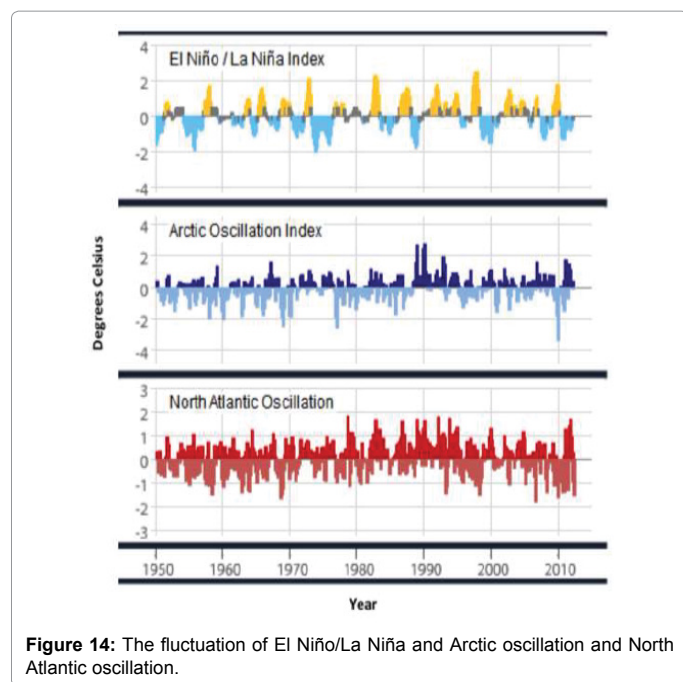 4
El Niño / La Niña Index
2
0
-2
-4
4
Arctic Oscillation Index
2
0
-2
-4
Degrees Celsius
3
North Atlantic Oscillation
2
1
0
-1
-2
-3
1950 1960 1970 1980 1990 2000 2010
Year
Figure 14: The fluctuation of El Niño/La Niña and Arctic oscillation and North
Atlantic oscillation.